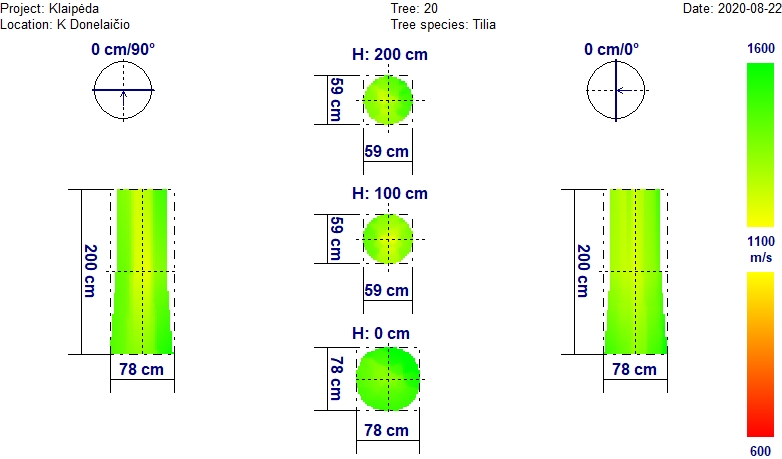 Project: Klaipėda
Tree: 20
Date: 2020-08-22
Location: K Donelaičio
Tree species: Tilia
0 cm/90°
H: 200 cm
0 cm/0°
1600
59 cm
59 cm
H: 100 cm
59 cm
59 cm
200 cm
200 cm
1100
m/s
H: 0 cm
78 cm
78 cm
78 cm
78 cm
600